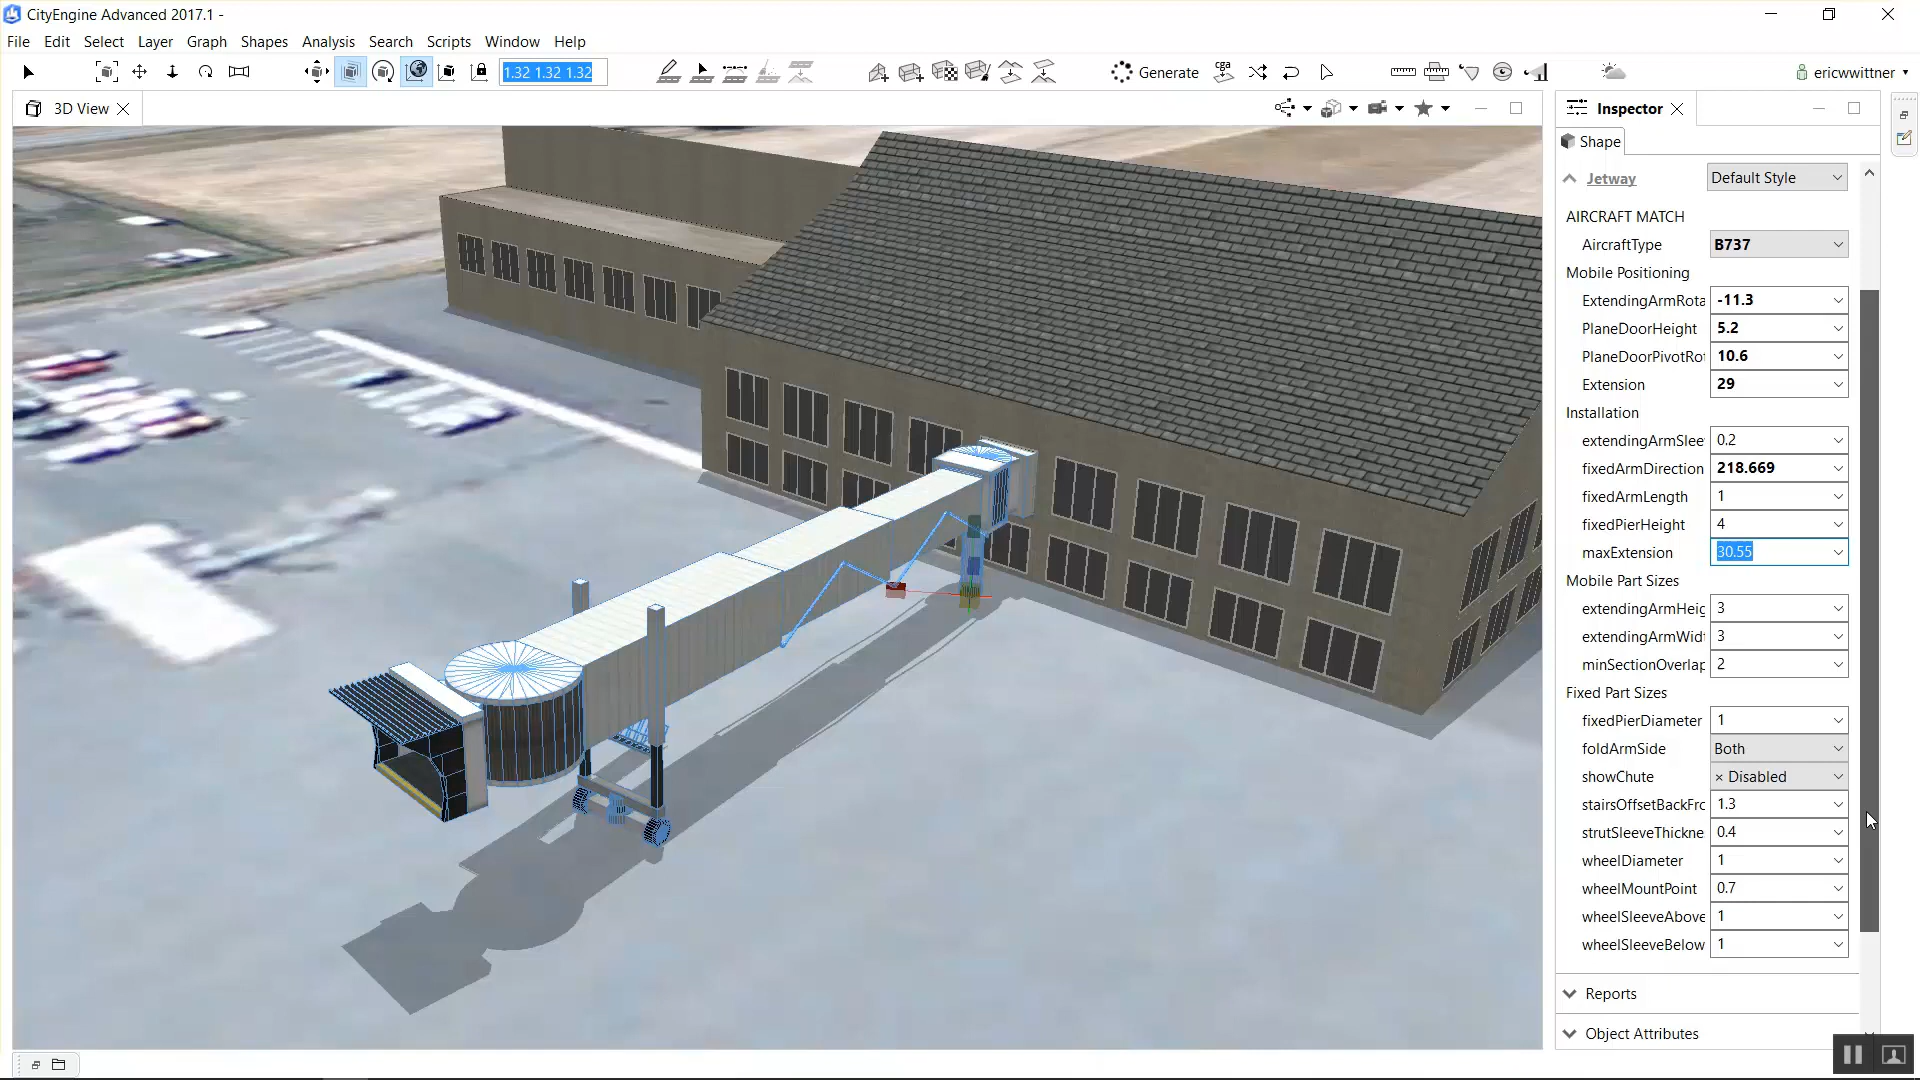 CityEngine Advanced 2017.1 -
File Edit Select Layer Graph Shapes Analysis Search Scripts Window Help
1.32 1.32 1.32
Generate
cga
ericwwittner
3D View
Inspector
Shape
Jetway Default Style
AIRCRAFT MATCH
AircraftType B737
Mobile Positioning
ExtendingArmRota -11.3
PlaneDoorHeight 5.2
PlaneDoorPivotRot 10.6
Extension 29
Installation
extendingArmSlee 0.2
fixedArmDirection 218.669
fixedArmLength 1
fixedPierHeight 4
maxExtension 30.55
Mobile Part Sizes
extendingArmHeig 3
extendingArmWidt 3
minSectionOverlap 2
Fixed Part Sizes
fixedPierDiameter 1
foldArmSide Both
showChute × Disabled
stairsOffsetBackFro 1.3
strutSleeveThickne 0.4
wheelDiameter 1
wheelMountPoint 0.7
wheelSleeveAbove 1
wheelSleeveBelow 1
Reports
Object Attributes